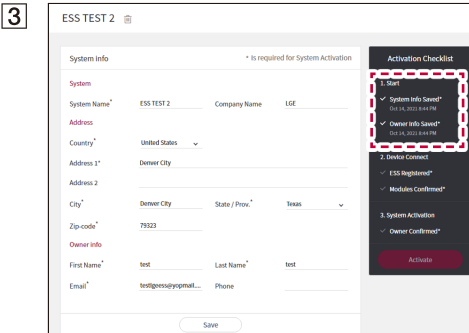 3
ESS TEST 2
System info * Is required for System Activation
System
System Name* ESS TEST 2 Company Name LGE
Address
Country* United States
Address 1* Denver City
Address 2
City* Denver City State / Prov.* Texas
Zip-code* 79323
Owner info
First Name* test Last Name* test
Email* testlgeess@yopmail.... Phone
Save
Activation Checklist
1. Start
System Info Saved*
Oct 14, 2021 8:44 PM
Owner Info Saved*
Oct 14, 2021 8:44 PM
2. Device Connect
ESS Registered*
Modules Confirmed*
3. System Activation
Owner Confirmed*
Activate